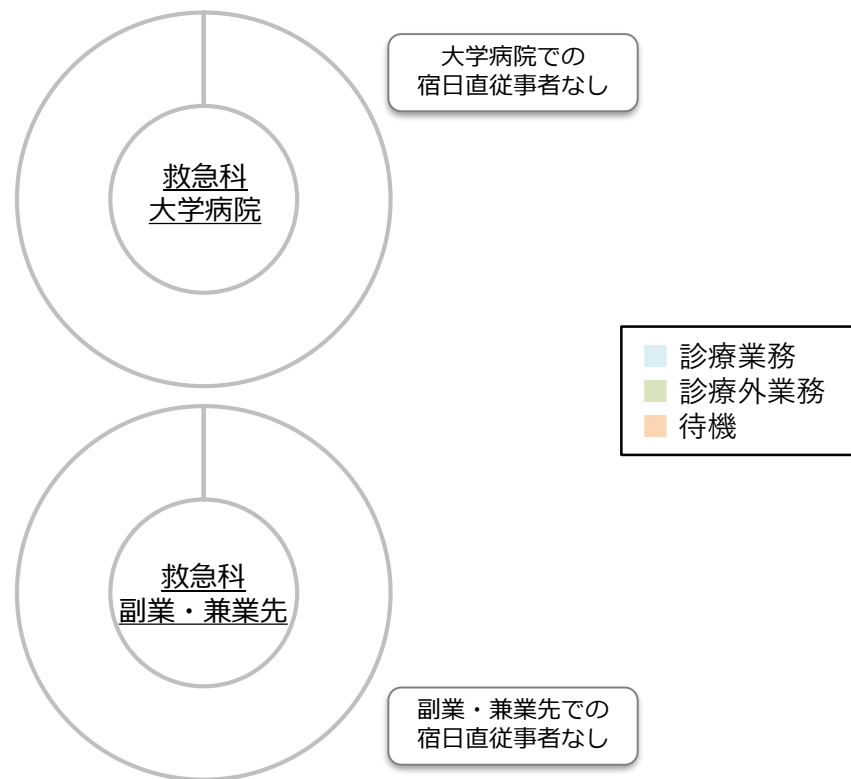 救急科
大学病院
大学病院での
宿日直従事者なし
診療業務
診療外業務
待機
救急科
副業・兼業先
副業・兼業先での
宿日直従事者なし